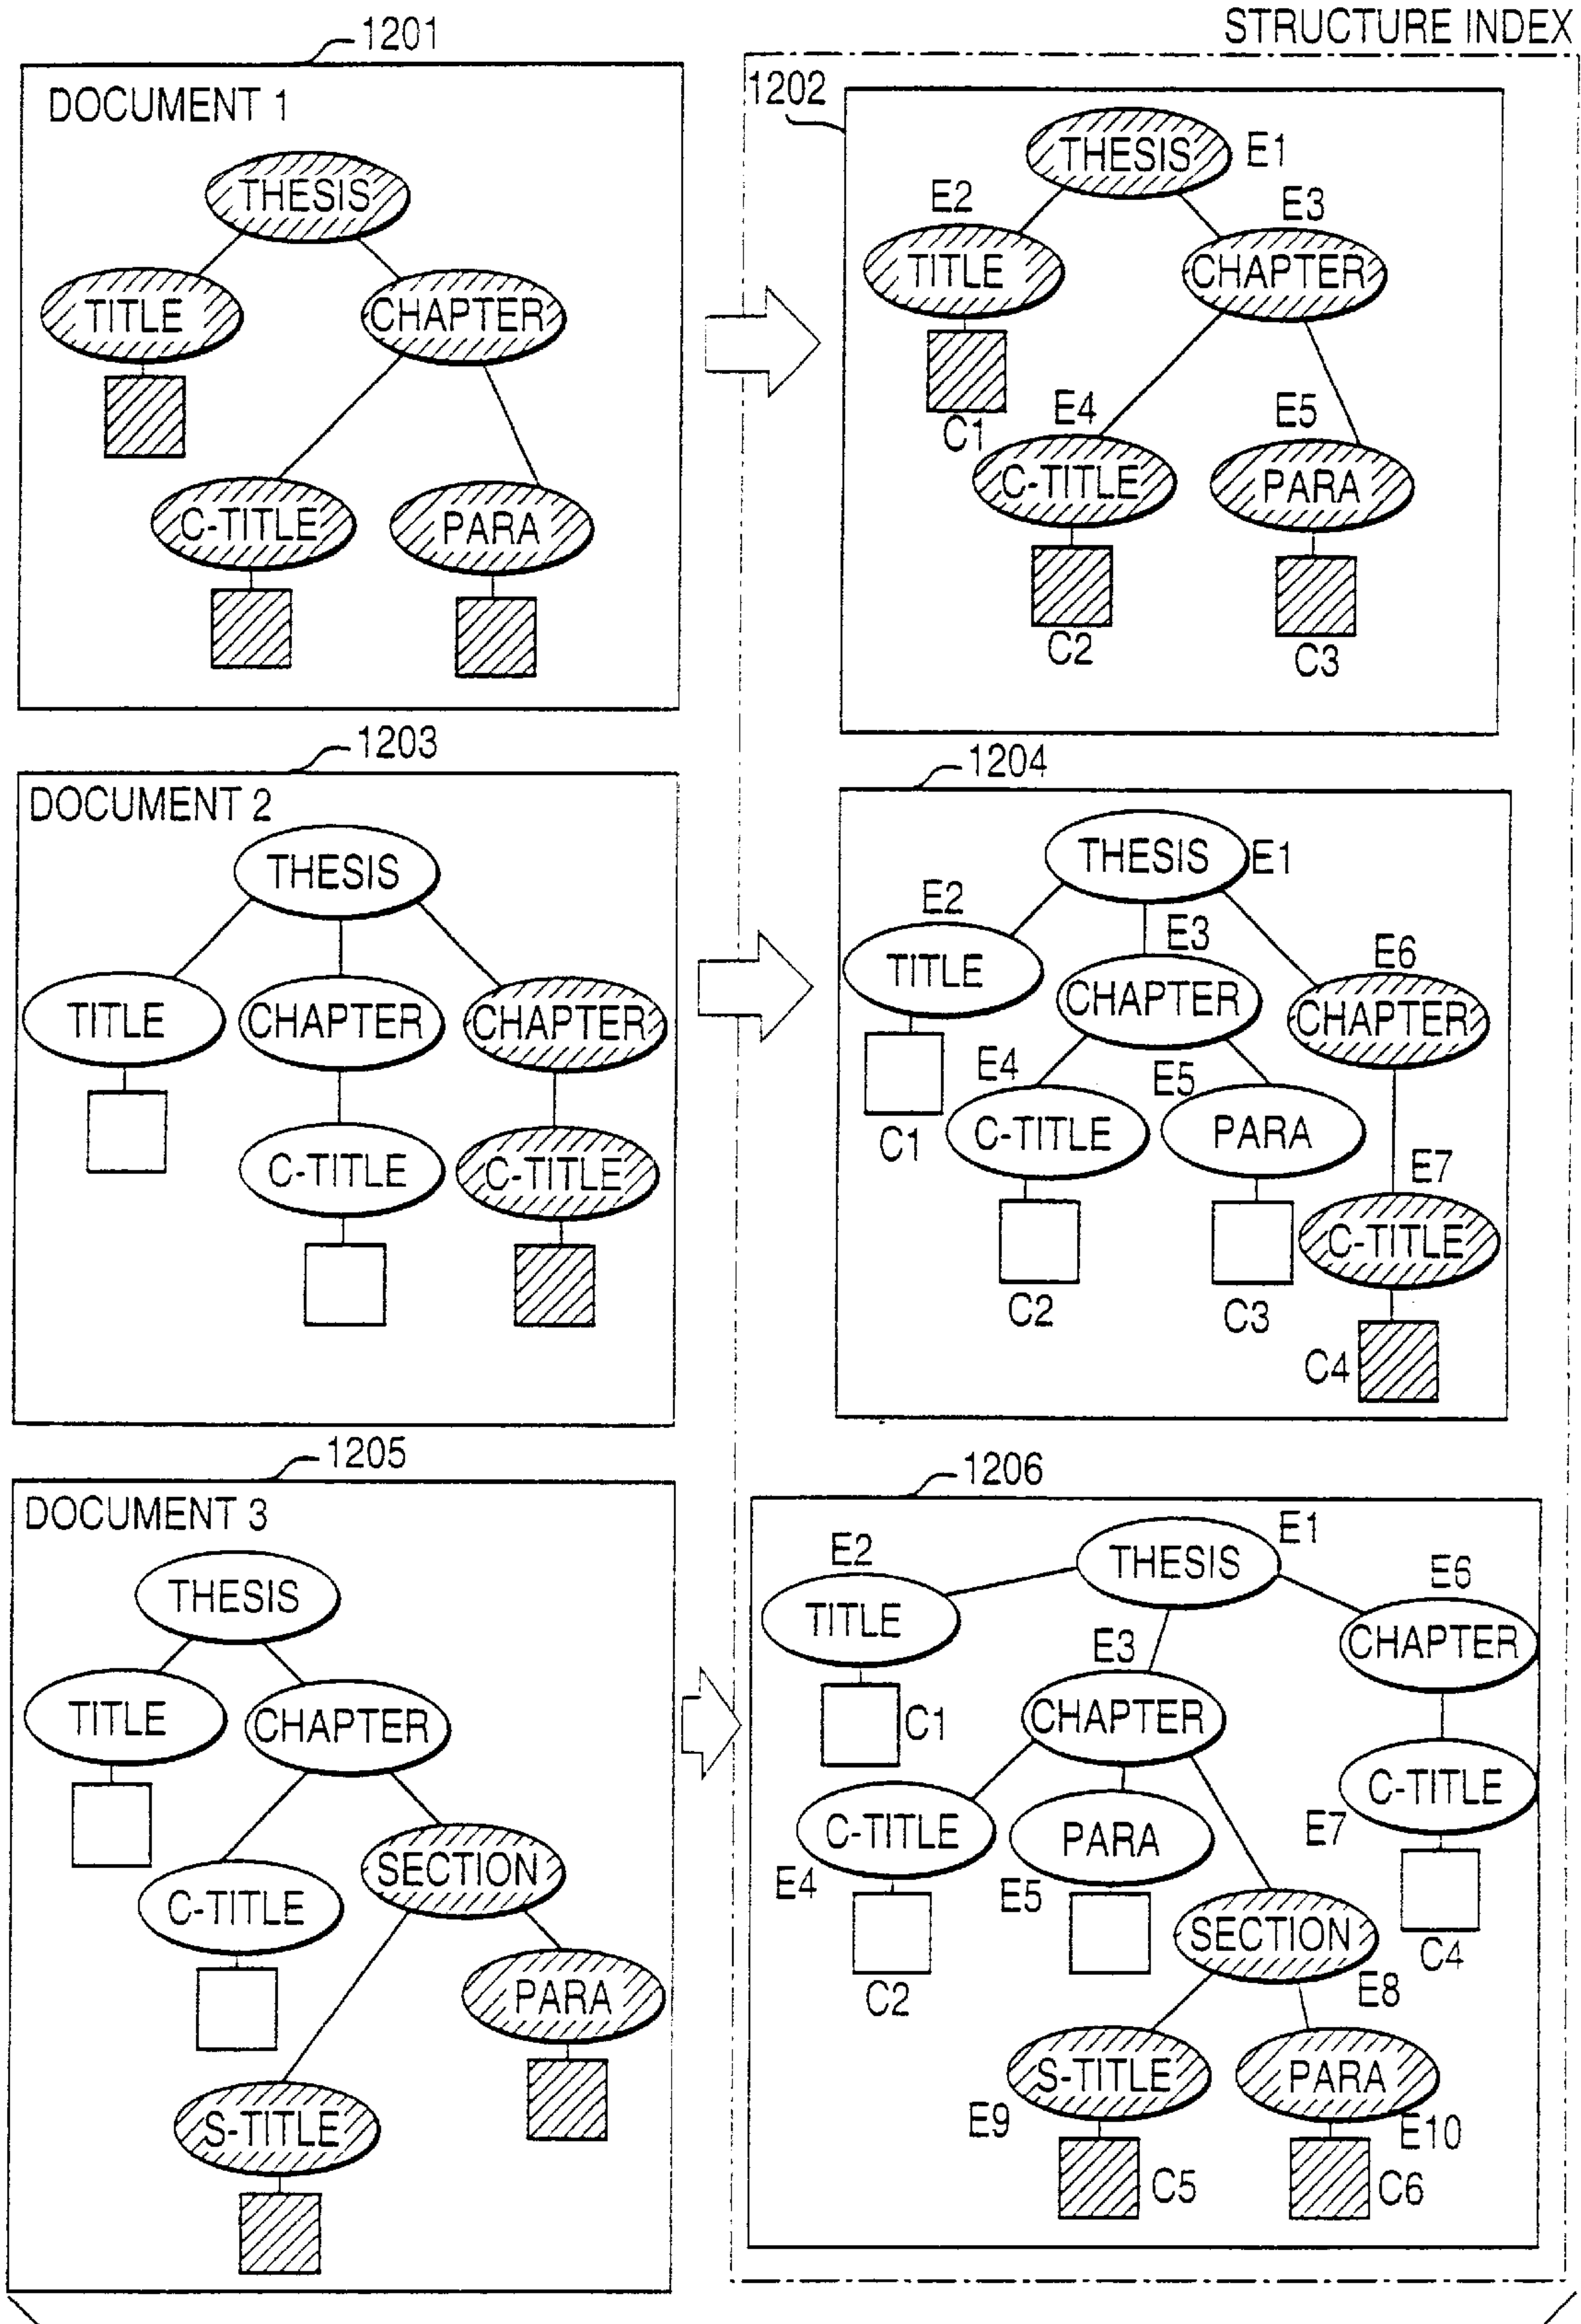 STRUCTURE INDEX
1201
DOCUMENT 1
THESIS
TITLE
CHAPTER
C-TITLE
PARA
1202
THESIS
E1
E2
E3
TITLE
CHAPTER
C1
E4
E5
C-TITLE
PARA
C2
C3
1203
DOCUMENT 2
THESIS
TITLE
CHAPTER
CHAPTER
C-TITLE
C-TITLE
1204
THESIS
E1
E2
E3
E6
TITLE
CHAPTER
CHAPTER
C1
E4
E5
C-TITLE
PARA
E7
C-TITLE
C2
C3
C4
1205
DOCUMENT 3
THESIS
TITLE
CHAPTER
SECTION
C-TITLE
PARA
S-TITLE
1206
E1
E2
THESIS
E6
TITLE
CHAPTER
E3
C1
CHAPTER
C-TITLE
C-TITLE
PARA
E7
E4
E5
SECTION
C4
C2
E8
S-TITLE
PARA
E9
E10
C5
C6